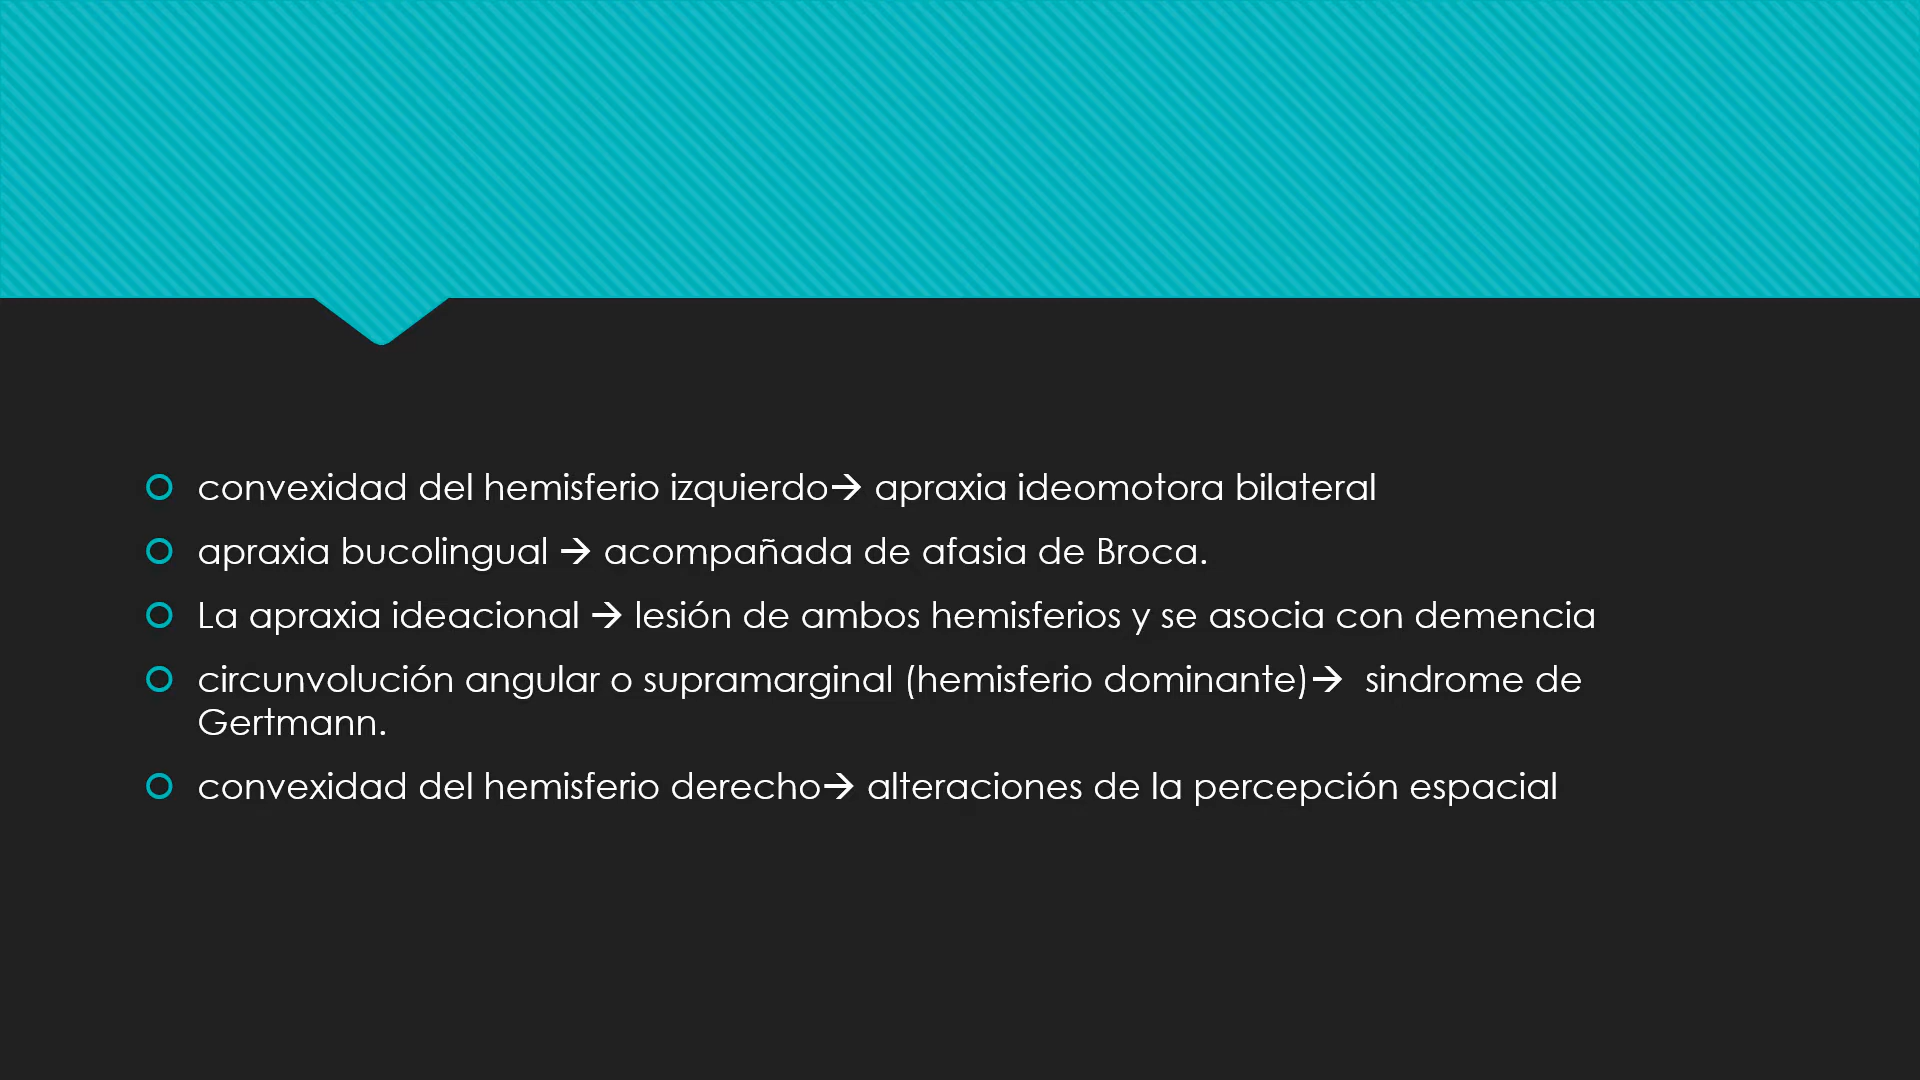 convexidad del hemisferio izquierdo→ apraxia ideomotora bilateral
apraxia bucolingual → acompañada de afasia de Broca.
La apraxia ideacional → lesión de ambos hemisferios y se asocia con demencia
circunvolución angular o supramarginal (hemisferio dominante)→ sindrome de
Gertmann.
convexidad del hemisferio derecho→ alteraciones de la percepción espacial